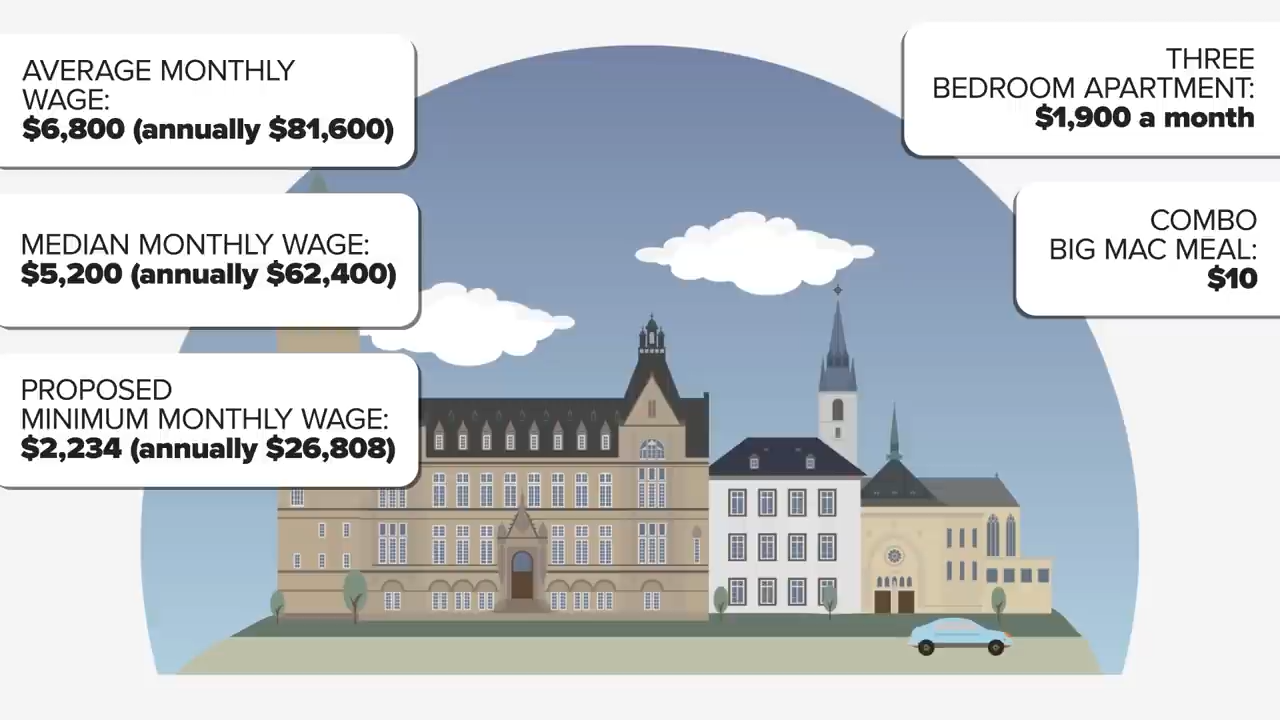 AVERAGE MONTHLY
WAGE:
$6,800 (annually $81,600)
MEDIAN MONTHLY WAGE:
$5,200 (annually $62,400)
PROPOSED
MINIMUM MONTHLY WAGE:
$2,234 (annually $26,808)
THREE
BEDROOM APARTMENT:
$1,900 a month
COMBO
BIG MAC MEAL:
$10